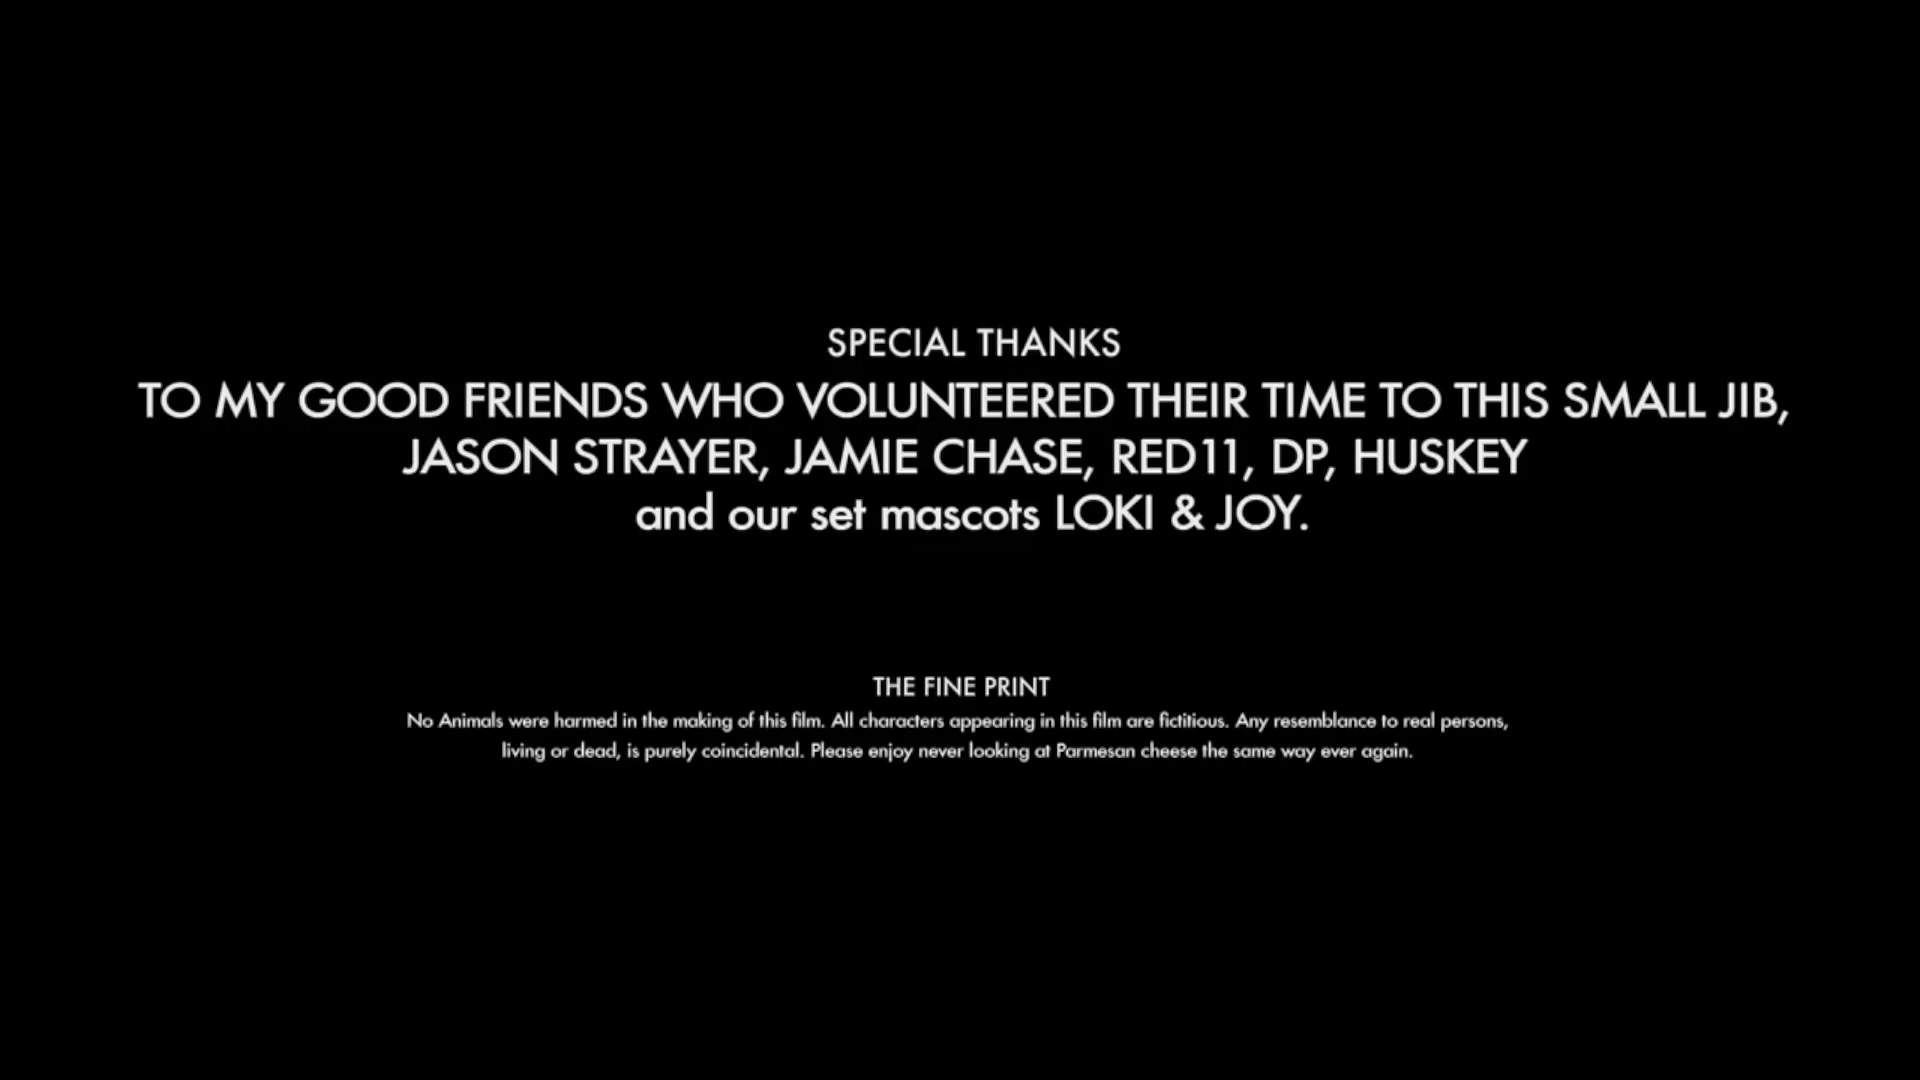 SPECIAL THANKS
TO MY GOOD FRIENDS WHO VOLUNTEERED THEIR TIME TO THIS SMALL JIB,
JASON STRAYER, JAMIE CHASE, RED11, DP, HUSKEY
and our set mascots LOKI & JOY.
THE FINE PRINT
No Animals were harmed in the making of this film. All characters appearing in this film are fictitious. Any resemblance to real persons,
living or dead, is purely coincidental. Please enjoy never looking at Parmesan cheese the same way ever again.